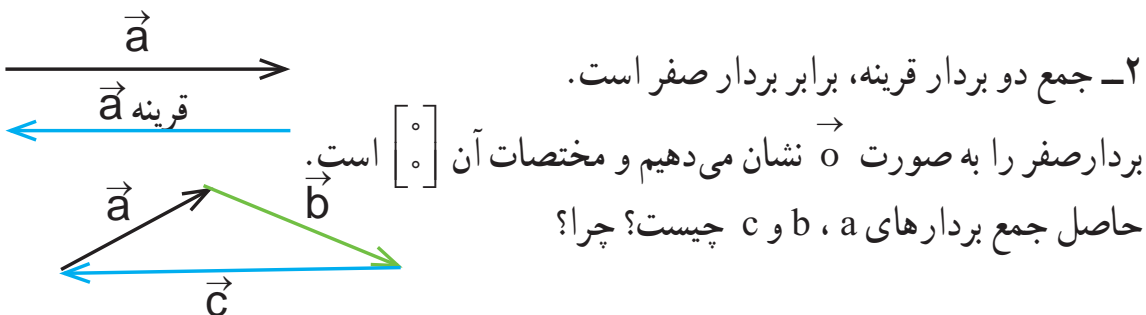 ۲ــ جمع دو بردار قرینه، برابر بردار صفر است.
بردارصفر را به صورت o⃗ نشان می‌دهیم و مختصات آن [۰ ۰] است.
حاصل جمع بردارهای a ، b و c چیست؟ چرا؟
a⃗
قرینه a⃗
a⃗
b⃗
c⃗